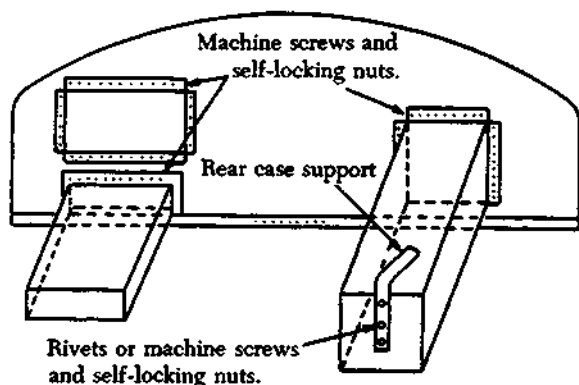 Machine screws and
self-locking nuts.
Rear case support
Rivets or machine screws
and self-locking nuts.